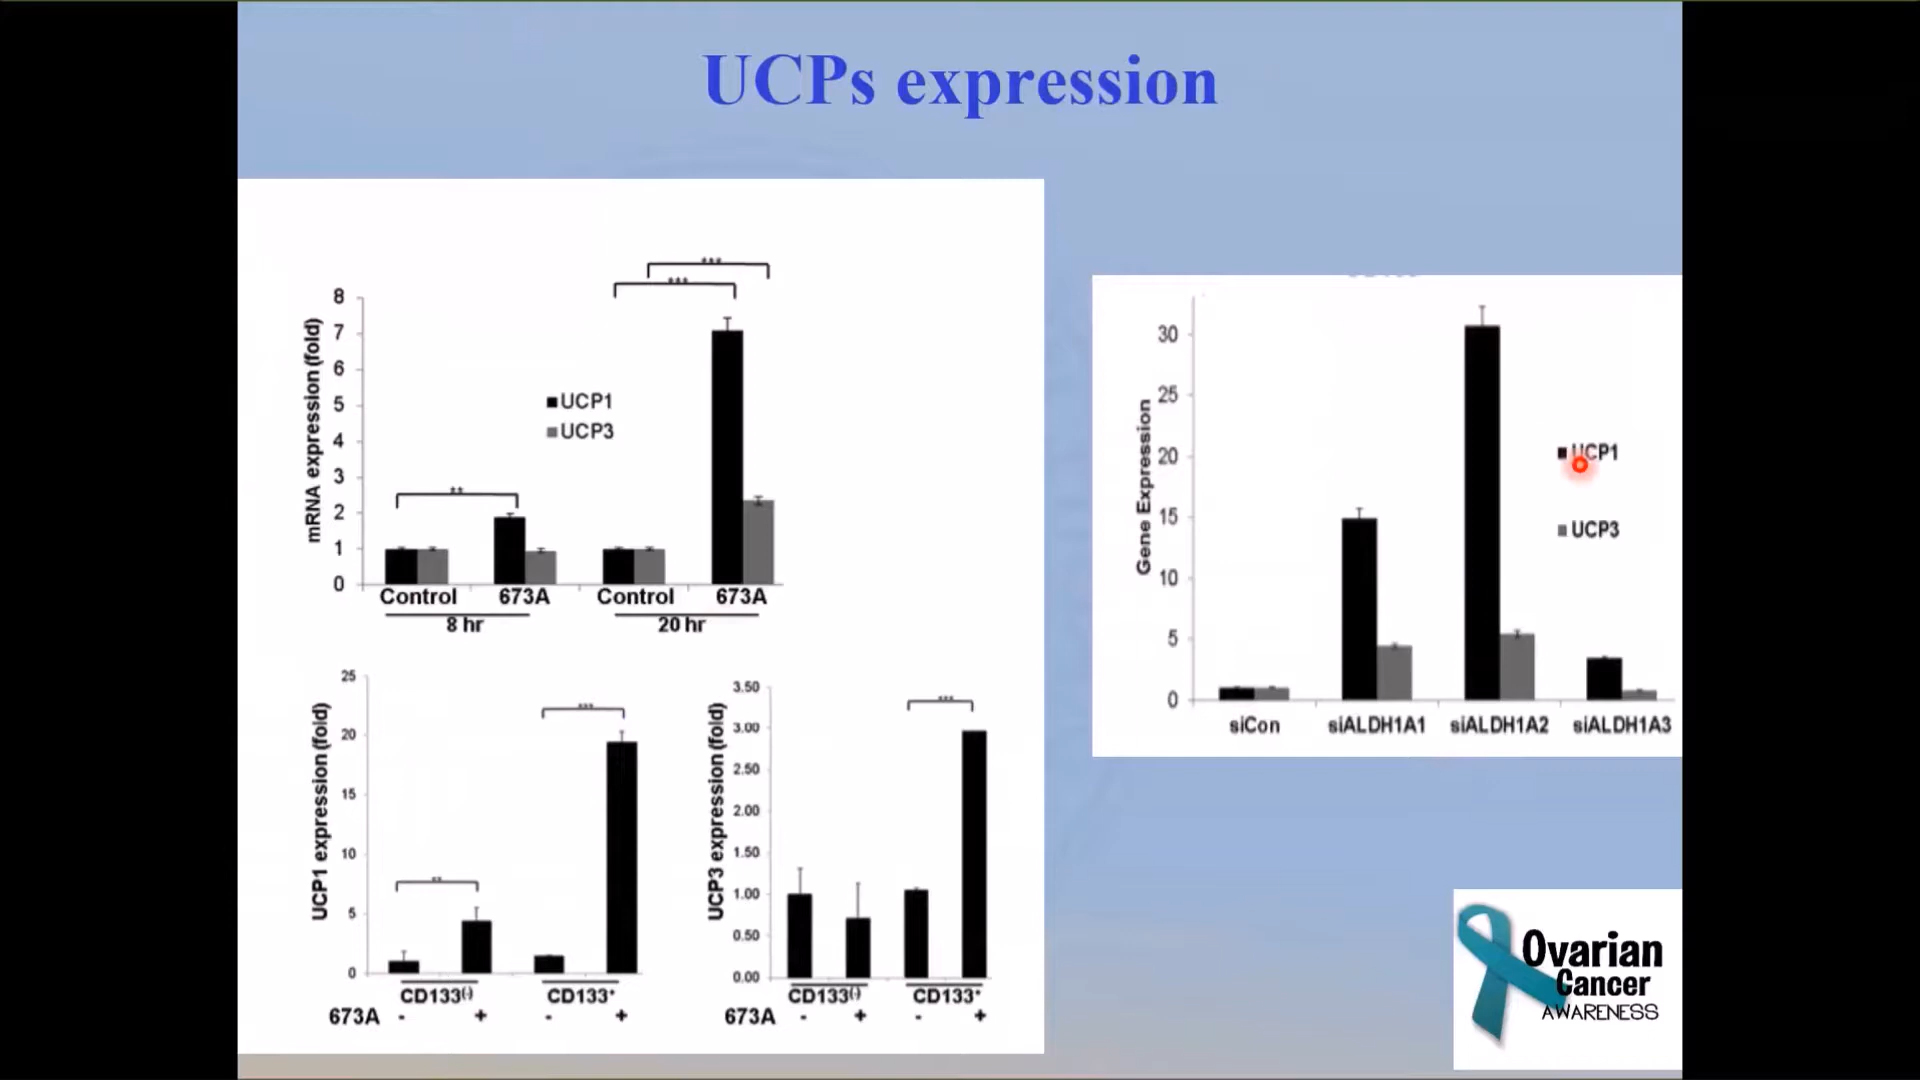 UCPs expression
***
***
8
7
6
5
4
3
2
1
0
mRNA expression (fold)
UCP1
UCP3
**
Control 673A Control 673A
8 hr 20 hr
25
20
15
10
5
0
UCP1 expression (fold)
**
***
CD133(-) CD133+
673A - + - +
3.50
3.00
2.50
2.00
1.50
1.00
0.50
0.00
UCP3 expression (fold)
***
CD133(-) CD133+
673A - + - +
30
25
20
15
10
5
0
Gene Expression
UCP1
UCP3
siCon siALDH1A1 siALDH1A2 siALDH1A3
Ovarian
Cancer
AWARENESS